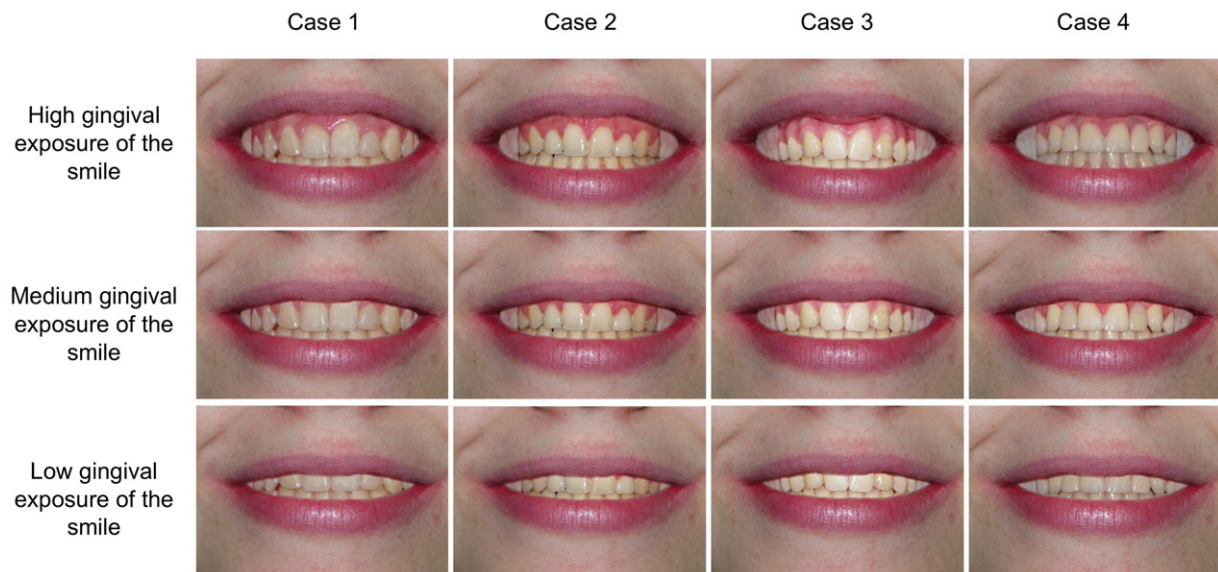 Case 1
Case 2
Case 3
Case 4
High gingival
exposure of the
smile
Medium gingival
exposure of the
smile
Low gingival
exposure of the
smile